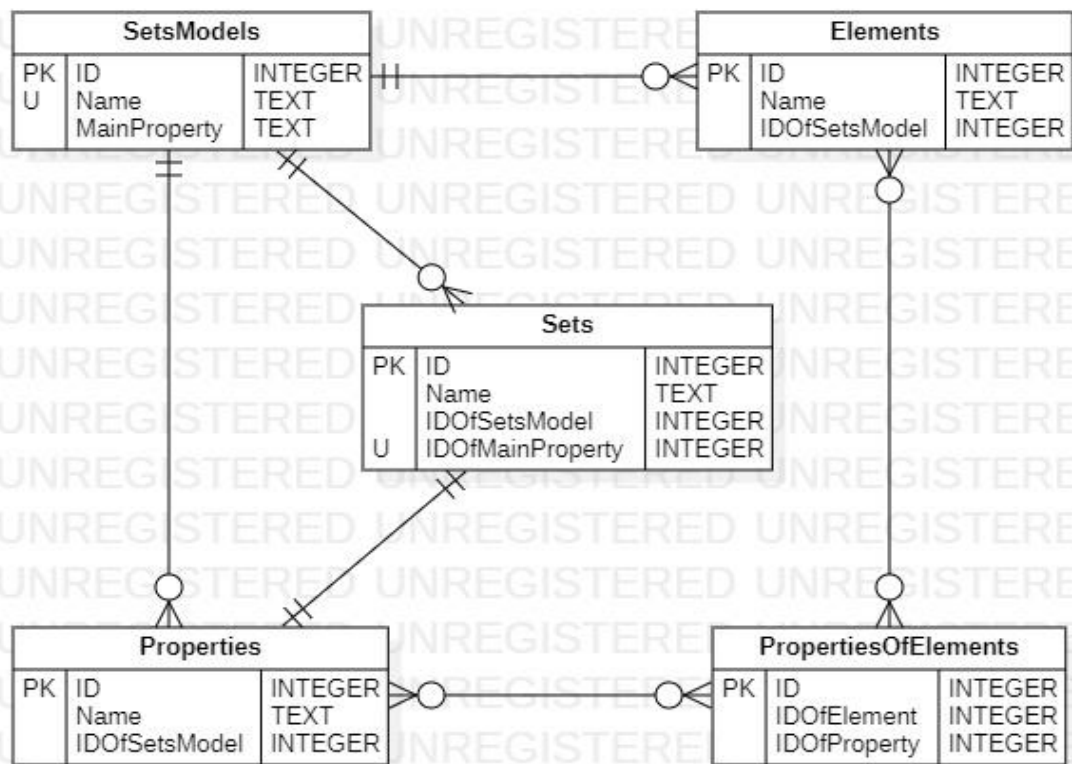 SetsModels
PK ID INTEGER
U Name TEXT
MainProperty TEXT
Elements
PK ID INTEGER
Name TEXT
IDOfSetsModel INTEGER
Sets
PK ID INTEGER
Name TEXT
IDOfSetsModel INTEGER
U IDOfMainProperty INTEGER
Properties
PK ID INTEGER
Name TEXT
IDOfSetsModel INTEGER
PropertiesOfElements
PK ID INTEGER
IDOfElement INTEGER
IDOfProperty INTEGER
UNREGISTERED